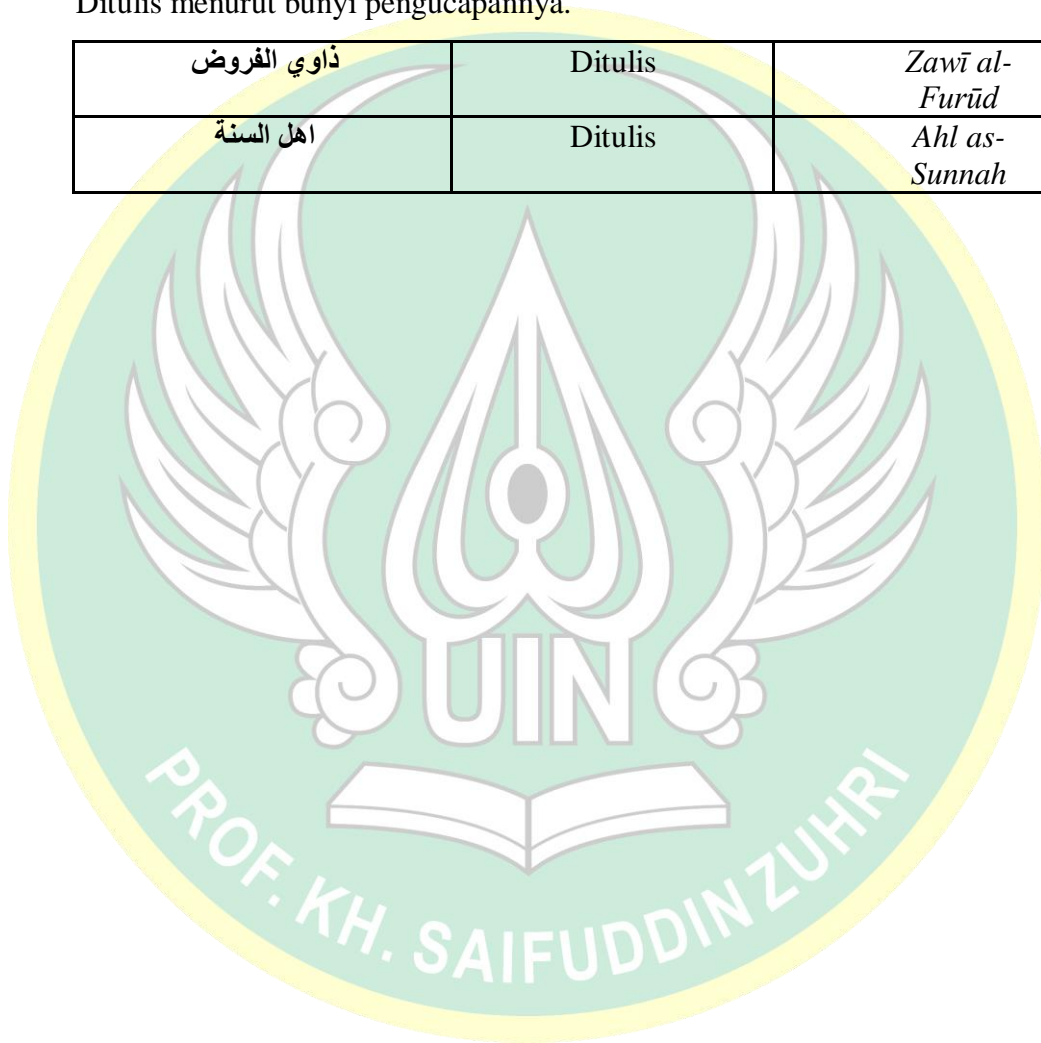 Ditulis menurut bunyi pengucapannya.
ذاوي الفروض Ditulis Zawī al-
Furūd
اهل السنة Ditulis Ahl as-
Sunnah
UIN
PROF. KH. SAIFUDDIN ZUHRI